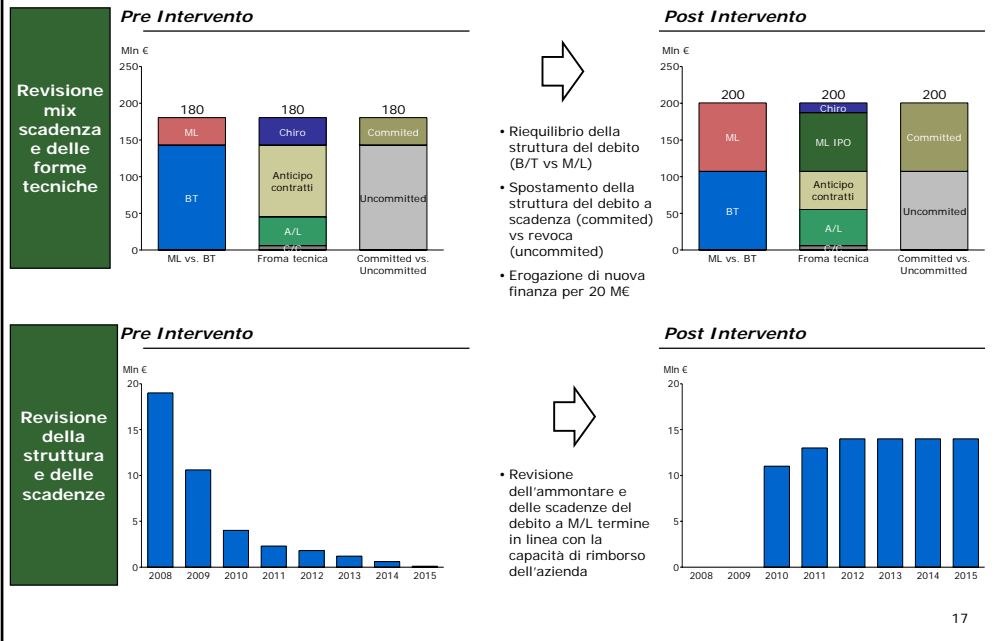 Revisione
mix
scadenza
e delle
forme
tecniche
Pre Intervento
Mln €
250
200
150
100
50
0
180
180
180
ML
BT
Chiro
Anticipo
contratti
A/L
C/C
Commited
Uncommitted
ML vs. BT
Froma tecnica
Committed vs.
Uncommitted
• Riequilibrio della
struttura del debito
(B/T vs M/L)
• Spostamento della
struttura del debito a
scadenza (commited)
vs revoca
(uncommited)
• Erogazione di nuova
finanza per 20 M€
Post Intervento
Mln €
250
200
150
100
50
0
200
200
200
ML
BT
Chiro
ML IPO
Anticipo
contratti
A/L
C/C
Committed
Uncommited
ML vs. BT
Froma tecnica
Committed vs.
Uncommitted
Revisione
della
struttura
e delle
scadenze
Pre Intervento
Mln €
20
15
10
5
0
2008 2009 2010 2011 2012 2013 2014 2015
• Revisione
dell'ammontare e
delle scadenze del
debito a M/L termine
in linea con la
capacità di rimborso
dell'azienda
Post Intervento
Mln €
20
15
10
5
0
2008 2009 2010 2011 2012 2013 2014 2015
17